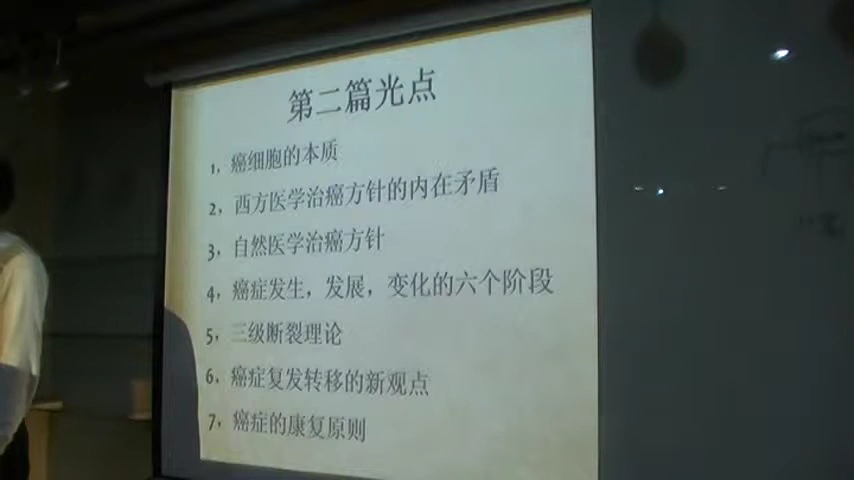 第二篇光点
1，癌细胞的本质
2，西方医学治癌方针的内在矛盾
3，自然医学治癌方针
4，癌症发生，发展，变化的六个阶段
5，三级断裂理论
6，癌症复发转移的新观点
7，癌症的康复原则